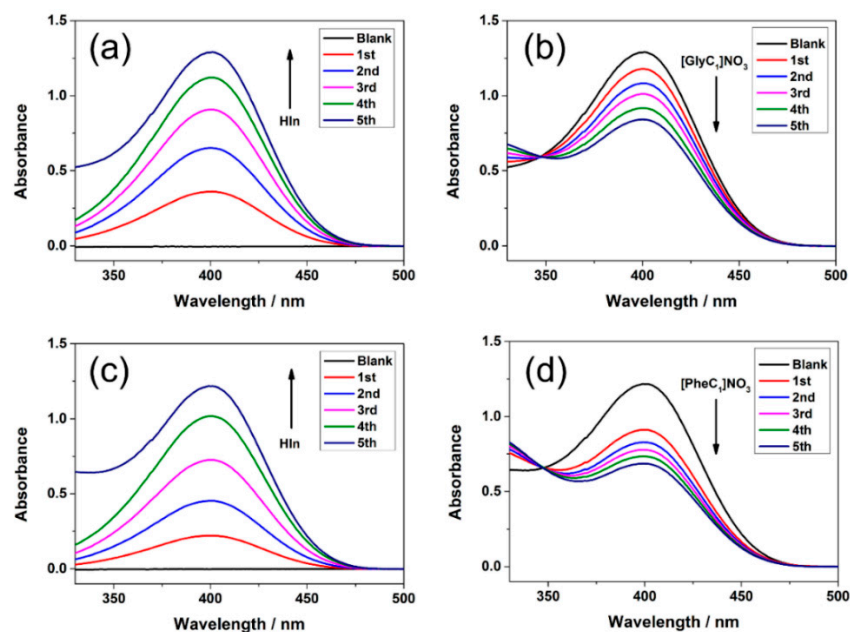 (a)
HIn
Blank
1st
2nd
3rd
4th
5th
1.5
1.0
0.5
0.0
Absorbance
350 400 450 500
Wavelength / nm
(b)
[GlyC₁]NO₃
Blank
1st
2nd
3rd
4th
5th
1.5
1.0
0.5
0.0
Absorbance
350 400 450 500
Wavelength / nm
(c)
HIn
Blank
1st
2nd
3rd
4th
5th
1.5
1.0
0.5
0.0
Absorbance
350 400 450 500
Wavelength / nm
(d)
[PheC₁]NO₃
Blank
1st
2nd
3rd
4th
5th
1.5
1.0
0.5
0.0
Absorbance
350 400 450 500
Wavelength / nm